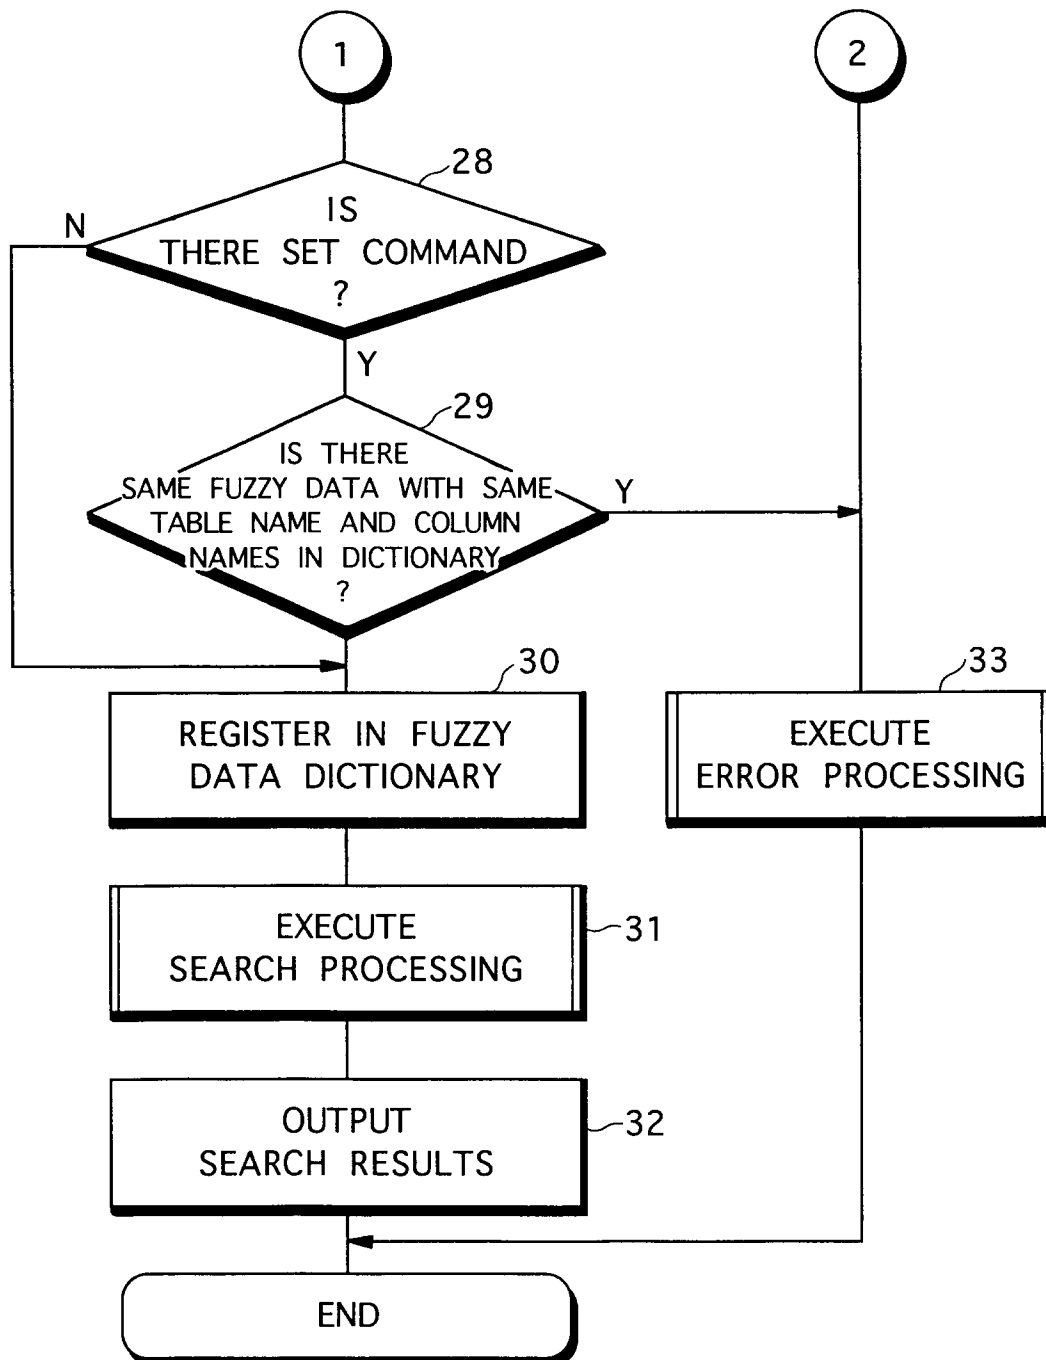 1
2
28
N
IS
THERE SET COMMAND
?
Y
29
IS THERE
SAME FUZZY DATA WITH SAME
TABLE NAME AND COLUMN
NAMES IN DICTIONARY
?
Y
30
REGISTER IN FUZZY
DATA DICTIONARY
33
EXECUTE
ERROR PROCESSING
EXECUTE
SEARCH PROCESSING
31
OUTPUT
SEARCH RESULTS
32
END